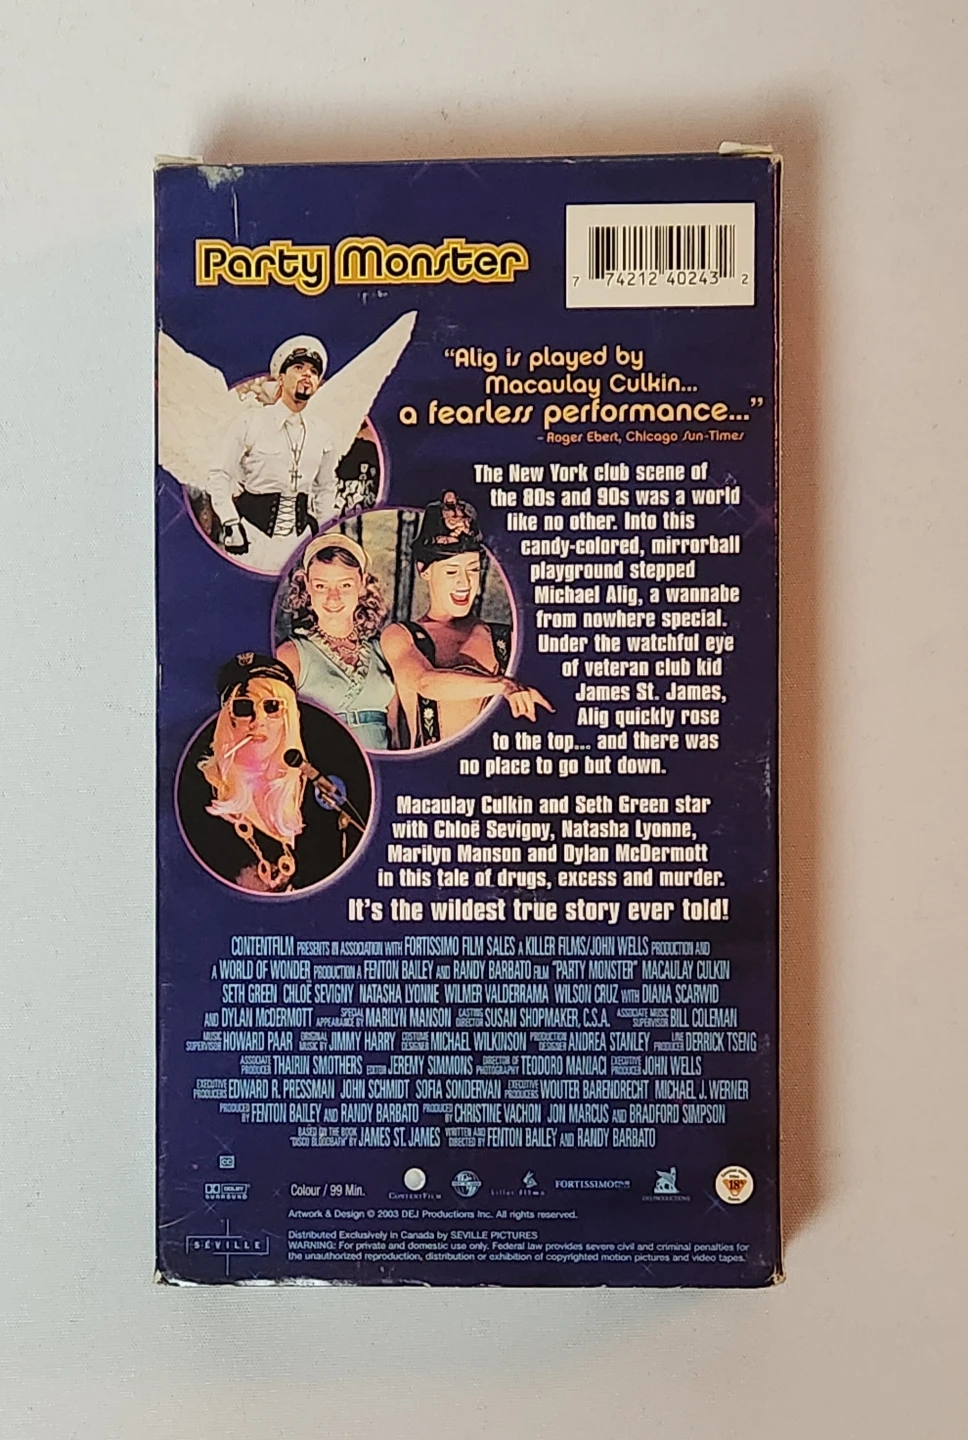 Party Monster
7 74212 40243 2
"Alig is played by
Macaulay Culkin...
a fearless performance..."
- Roger Ebert, Chicago Sun-Times
The New York club scene of
the 80s and 90s was a world
like no other. Into this
candy-colored, mirrorball
playground stepped
Michael Alig, a wannabe
from nowhere special.
Under the watchful eye
of veteran club kid
James St. James,
Alig quickly rose
to the top... and there was
no place to go but down.
Macaulay Culkin and Seth Green star
with Chloë Sevigny, Natasha Lyonne,
Marilyn Manson and Dylan McDermott
in this tale of drugs, excess and murder.
It's the wildest true story ever told!
CONTENTFILM PRESENTS IN ASSOCIATION WITH FORTISSIMO FILM SALES A KILLER FILMS/JOHN WELLS PRODUCTION AND
A WORLD OF WONDER PRODUCTION A FENTON BAILEY AND RANDY BARBATO FILM "PARTY MONSTER" MACAULAY CULKIN
SETH GREEN CHLOË SEVIGNY NATASHA LYONNE WILMER VALDERRAMA WILSON CRUZ WITH DIANA SCARWID
AND DYLAN MCDERMOTT SPECIAL APPEARANCE BY MARILYN MANSON CASTING DIRECTOR SUSAN SHOPMAKER, C.S.A. ASSOCIATE MUSIC SUPERVISOR BILL COLEMAN
MUSIC SUPERVISOR HOWARD PAAR ORIGINAL MUSIC BY JIMMY HARRY COSTUME DESIGNER MICHAEL WILKINSON PRODUCTION DESIGNER ANDREA STANLEY LINE PRODUCER DERRICK TSENG
ASSOCIATE PRODUCER THAIRIN SMOTHERS EDITOR JEREMY SIMMONS DIRECTOR OF PHOTOGRAPHY TEODORO MANIACI EXECUTIVE PRODUCER JOHN WELLS
EXECUTIVE PRODUCERS EDWARD R. PRESSMAN JOHN SCHMIDT SOFIA SONDERVAN EXECUTIVE PRODUCERS WOUTER BARENDRECHT MICHAEL J. WERNER
PRODUCED BY FENTON BAILEY AND RANDY BARBATO PRODUCED BY CHRISTINE VACHON JON MARCUS AND BRADFORD SIMPSON
BASED ON THE BOOK "DISCO BLOODBATH" BY JAMES ST. JAMES WRITTEN AND DIRECTED BY FENTON BAILEY AND RANDY BARBATO
CC
DOLBY SURROUND
Colour / 99 Min.
CONTENTFILM
killer films
FORTISSIMO
DEJ PRODUCTIONS
18
Artwork & Design © 2003 DEJ Productions Inc. All rights reserved.
SÉVILLE
Distributed Exclusively in Canada by SEVILLE PICTURES
WARNING: For private and domestic use only. Federal law provides severe civil and criminal penalties for
the unauthorized reproduction, distribution or exhibition of copyrighted motion pictures and video tapes.